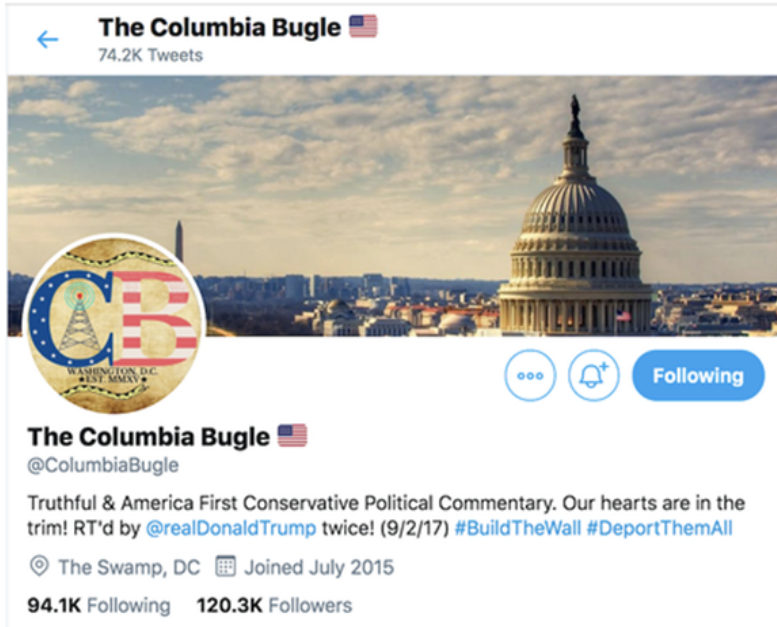 The Columbia Bugle 🇺🇸
74.2K Tweets
CB
WASHINGTON, D.C.
★EST. MMXV★
Following
The Columbia Bugle 🇺🇸
@ColumbiaBugle
Truthful & America First Conservative Political Commentary. Our hearts are in the
trim! RT'd by @realDonaldTrump twice! (9/2/17) #BuildTheWall #DeportThemAll
The Swamp, DC Joined July 2015
94.1K Following 120.3K Followers